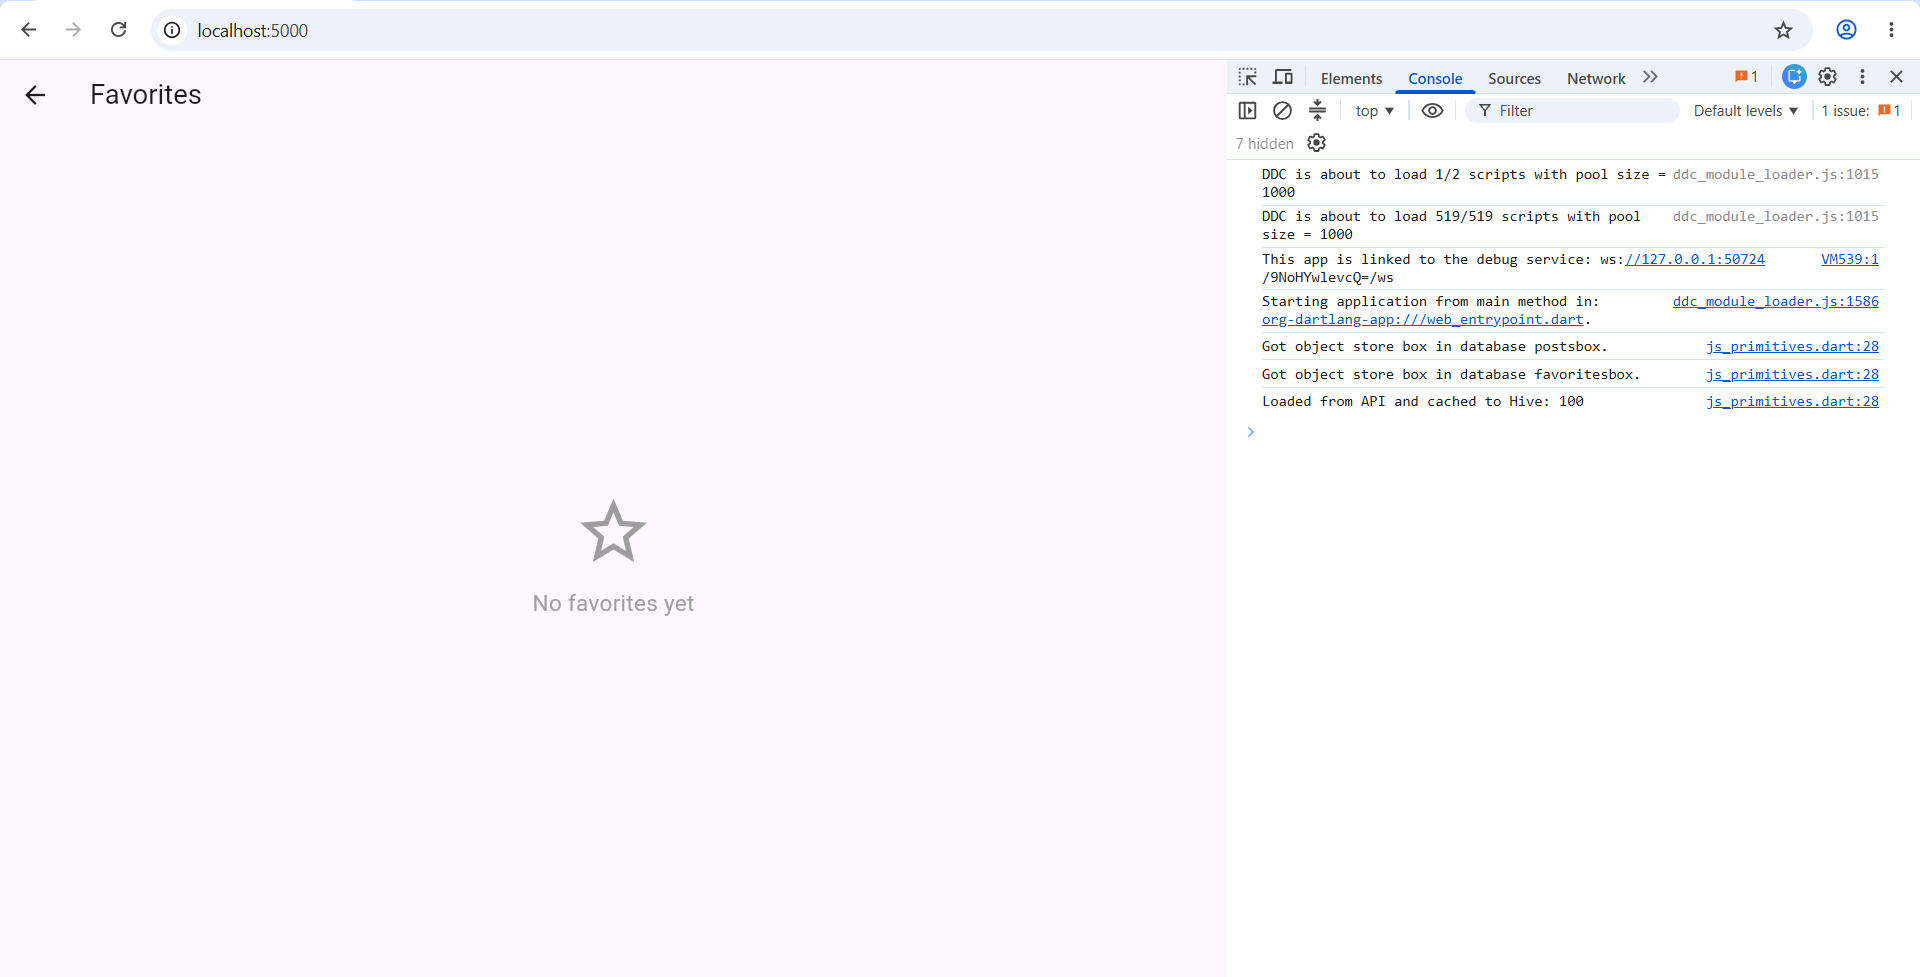 localhost:5000
Favorites
No favorites yet
Elements Console Sources Network 1
top Filter Default levels 1 issue: 1
7 hidden
DDC is about to load 1/2 scripts with pool size = ddc_module_loader.js:1015
1000
DDC is about to load 519/519 scripts with pool ddc_module_loader.js:1015
size = 1000
This app is linked to the debug service: ws://127.0.0.1:50724 VM539:1
/9NoHYwlevcQ=/ws
Starting application from main method in: ddc_module_loader.js:1586
org-dartlang-app:///web_entrypoint.dart.
Got object store box in database postsbox. js_primitives.dart:28
Got object store box in database favoritesbox. js_primitives.dart:28
Loaded from API and cached to Hive: 100 js_primitives.dart:28